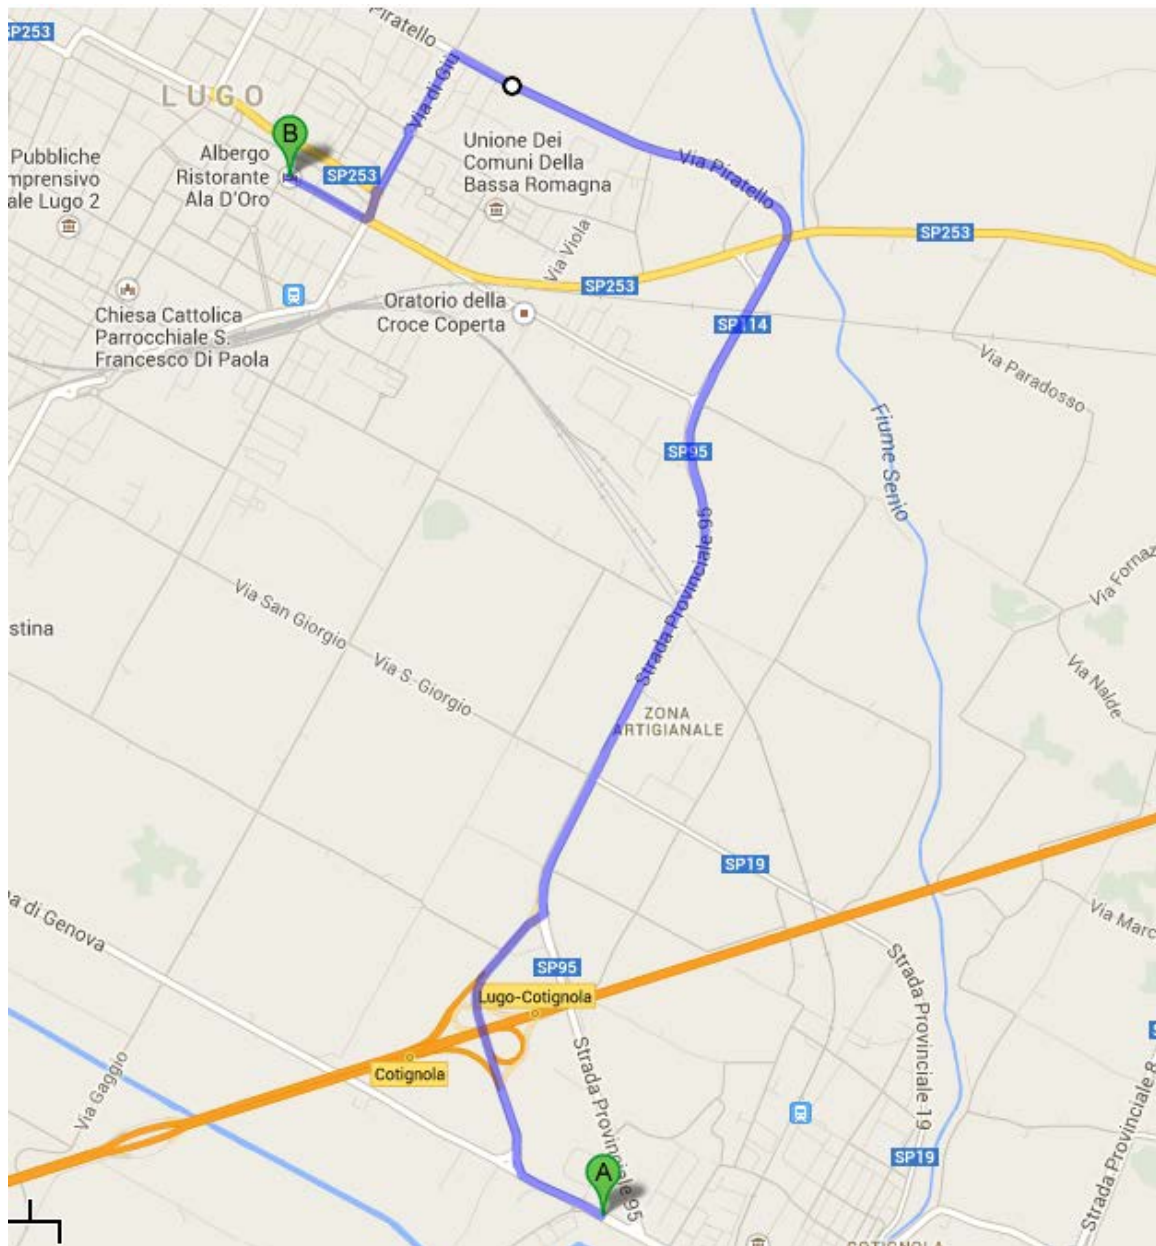 SP253
Piratello
LUGO
Via di Giù
B
Pubbliche
mprensivo
ale Lugo 2
Albergo
Ristorante
Ala D'Oro
SP253
Unione Dei
Comuni Della
Bassa Romagna
Via Piratello
SP253
Via Viola
SP253
Chiesa Cattolica
Parrocchiale S.
Francesco Di Paola
Oratorio della
Croce Coperta
SP114
Via Paradosso
SP95
Fiume Senio
Strada Provinciale 95
Via Fornaz
Via San Giorgio
stina
Via S. Giorgio
Via Nalde
ZONA
ARTIGIANALE
SP19
a di Genova
Via Marc
SP95
Lugo-Cotignola
Strada Provinciale 19
Cotignola
Via Gaggio
Strada Provinciale 95
Strada Provinciale 8
SP19
A
COTIGNOLA